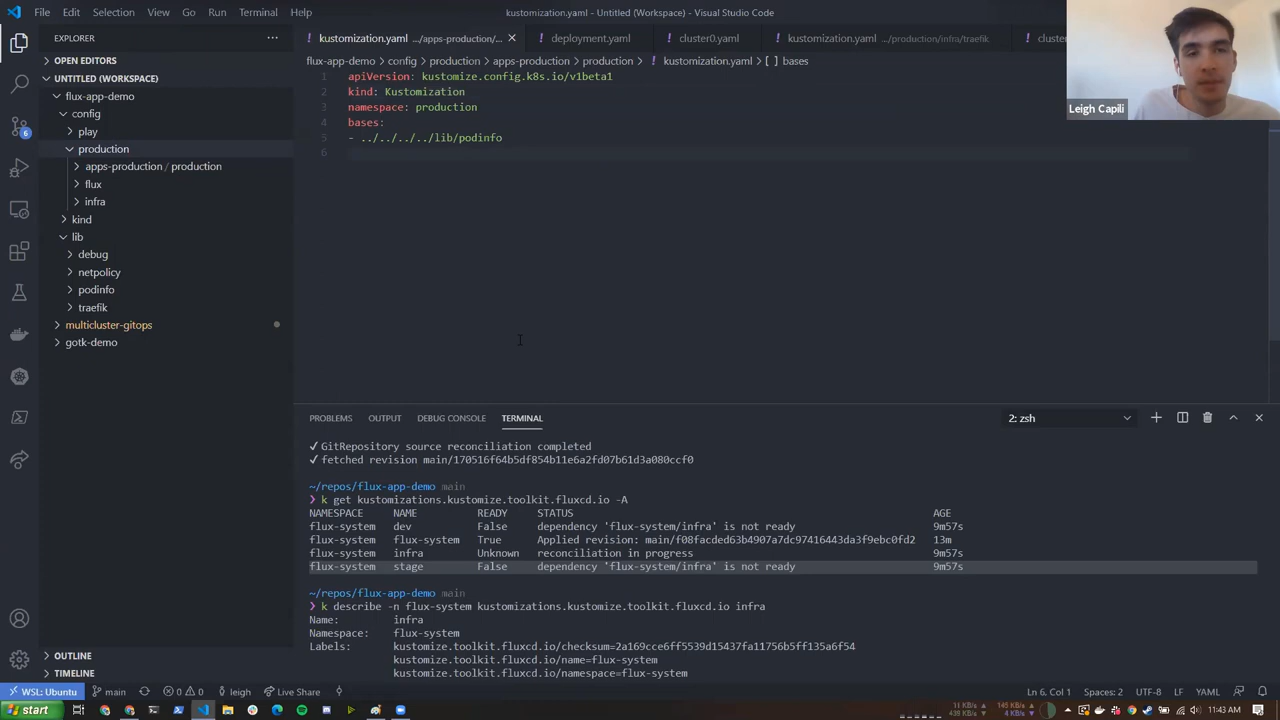 File Edit Selection View Go Run Terminal Help
kustomization.yaml - Untitled (Workspace) - Visual Studio Code
EXPLORER
kustomization.yaml .../apps-production/...
deployment.yaml
cluster0.yaml
kustomization.yaml .../production/infra/traefik
cluste
OPEN EDITORS
UNTITLED (WORKSPACE)
flux-app-demo
config
play
production
apps-production / production
flux
infra
kind
lib
debug
netpolicy
podinfo
traefik
multicluster-gitops
gotk-demo
OUTLINE
TIMELINE
6
flux-app-demo > config > production > apps-production > production > kustomization.yaml > [ ] bases
1 apiVersion: kustomize.config.k8s.io/v1beta1
2 kind: Kustomization
3 namespace: production
4 bases:
5 - ../../../../lib/podinfo
6
Leigh Capili
PROBLEMS OUTPUT DEBUG CONSOLE TERMINAL
2: zsh
✓ GitRepository source reconciliation completed
✓ fetched revision main/170516f64b5df854b11e6a2fd07b61d3a080ccf0
~/repos/flux-app-demo main
❯ k get kustomizations.kustomize.toolkit.fluxcd.io -A
NAMESPACE NAME READY STATUS AGE
flux-system dev False dependency 'flux-system/infra' is not ready 9m57s
flux-system flux-system True Applied revision: main/f08facded63b4907a7dc97416443da3f9ebc0fd2 13m
flux-system infra Unknown reconciliation in progress 9m57s
flux-system stage False dependency 'flux-system/infra' is not ready 9m57s
~/repos/flux-app-demo main
❯ k describe -n flux-system kustomizations.kustomize.toolkit.fluxcd.io infra
Name: infra
Namespace: flux-system
Labels: kustomize.toolkit.fluxcd.io/checksum=2a169cce6ff5539d15437fa11756b5ff135a6f54
kustomize.toolkit.fluxcd.io/name=flux-system
kustomize.toolkit.fluxcd.io/namespace=flux-system
WSL: Ubuntu main 0 0 leigh Live Share
Ln 6, Col 1 Spaces: 2 UTF-8 LF YAML
start
11:43 AM